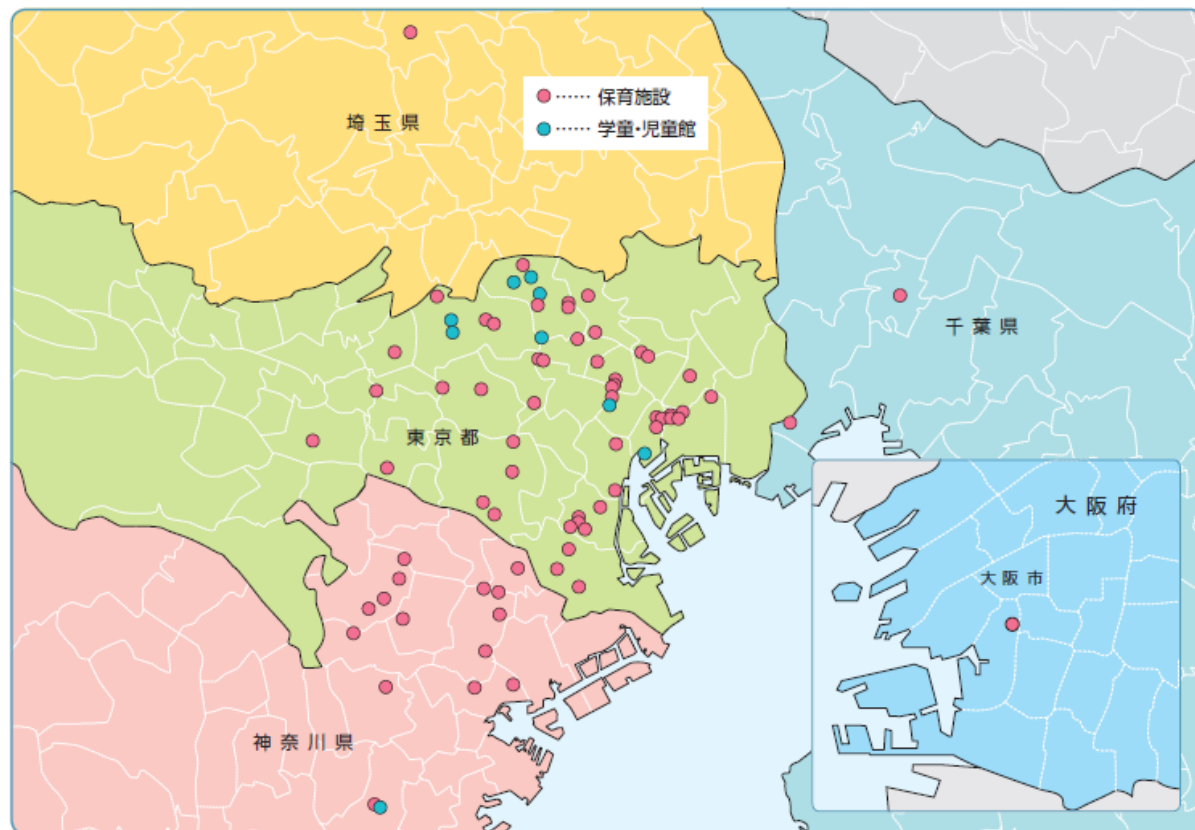 埼玉県
●…… 保育施設
●…… 学童・児童館
千葉県
東京都
大阪府
大阪市
神奈川県